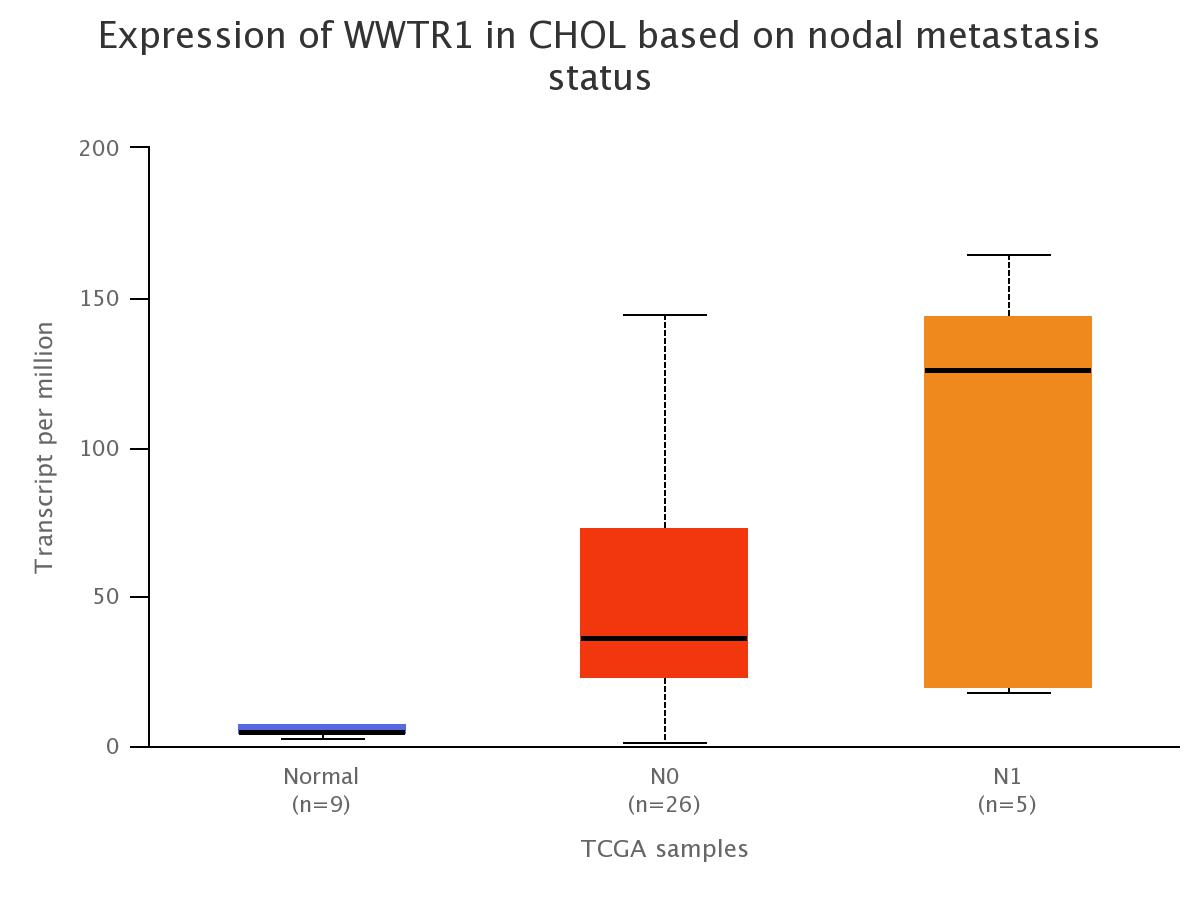 Expression of WWTR1 in CHOL based on nodal metastasis
status
200
150
100
50
0
Transcript per million
Normal
(n=9)
N0
(n=26)
N1
(n=5)
TCGA samples